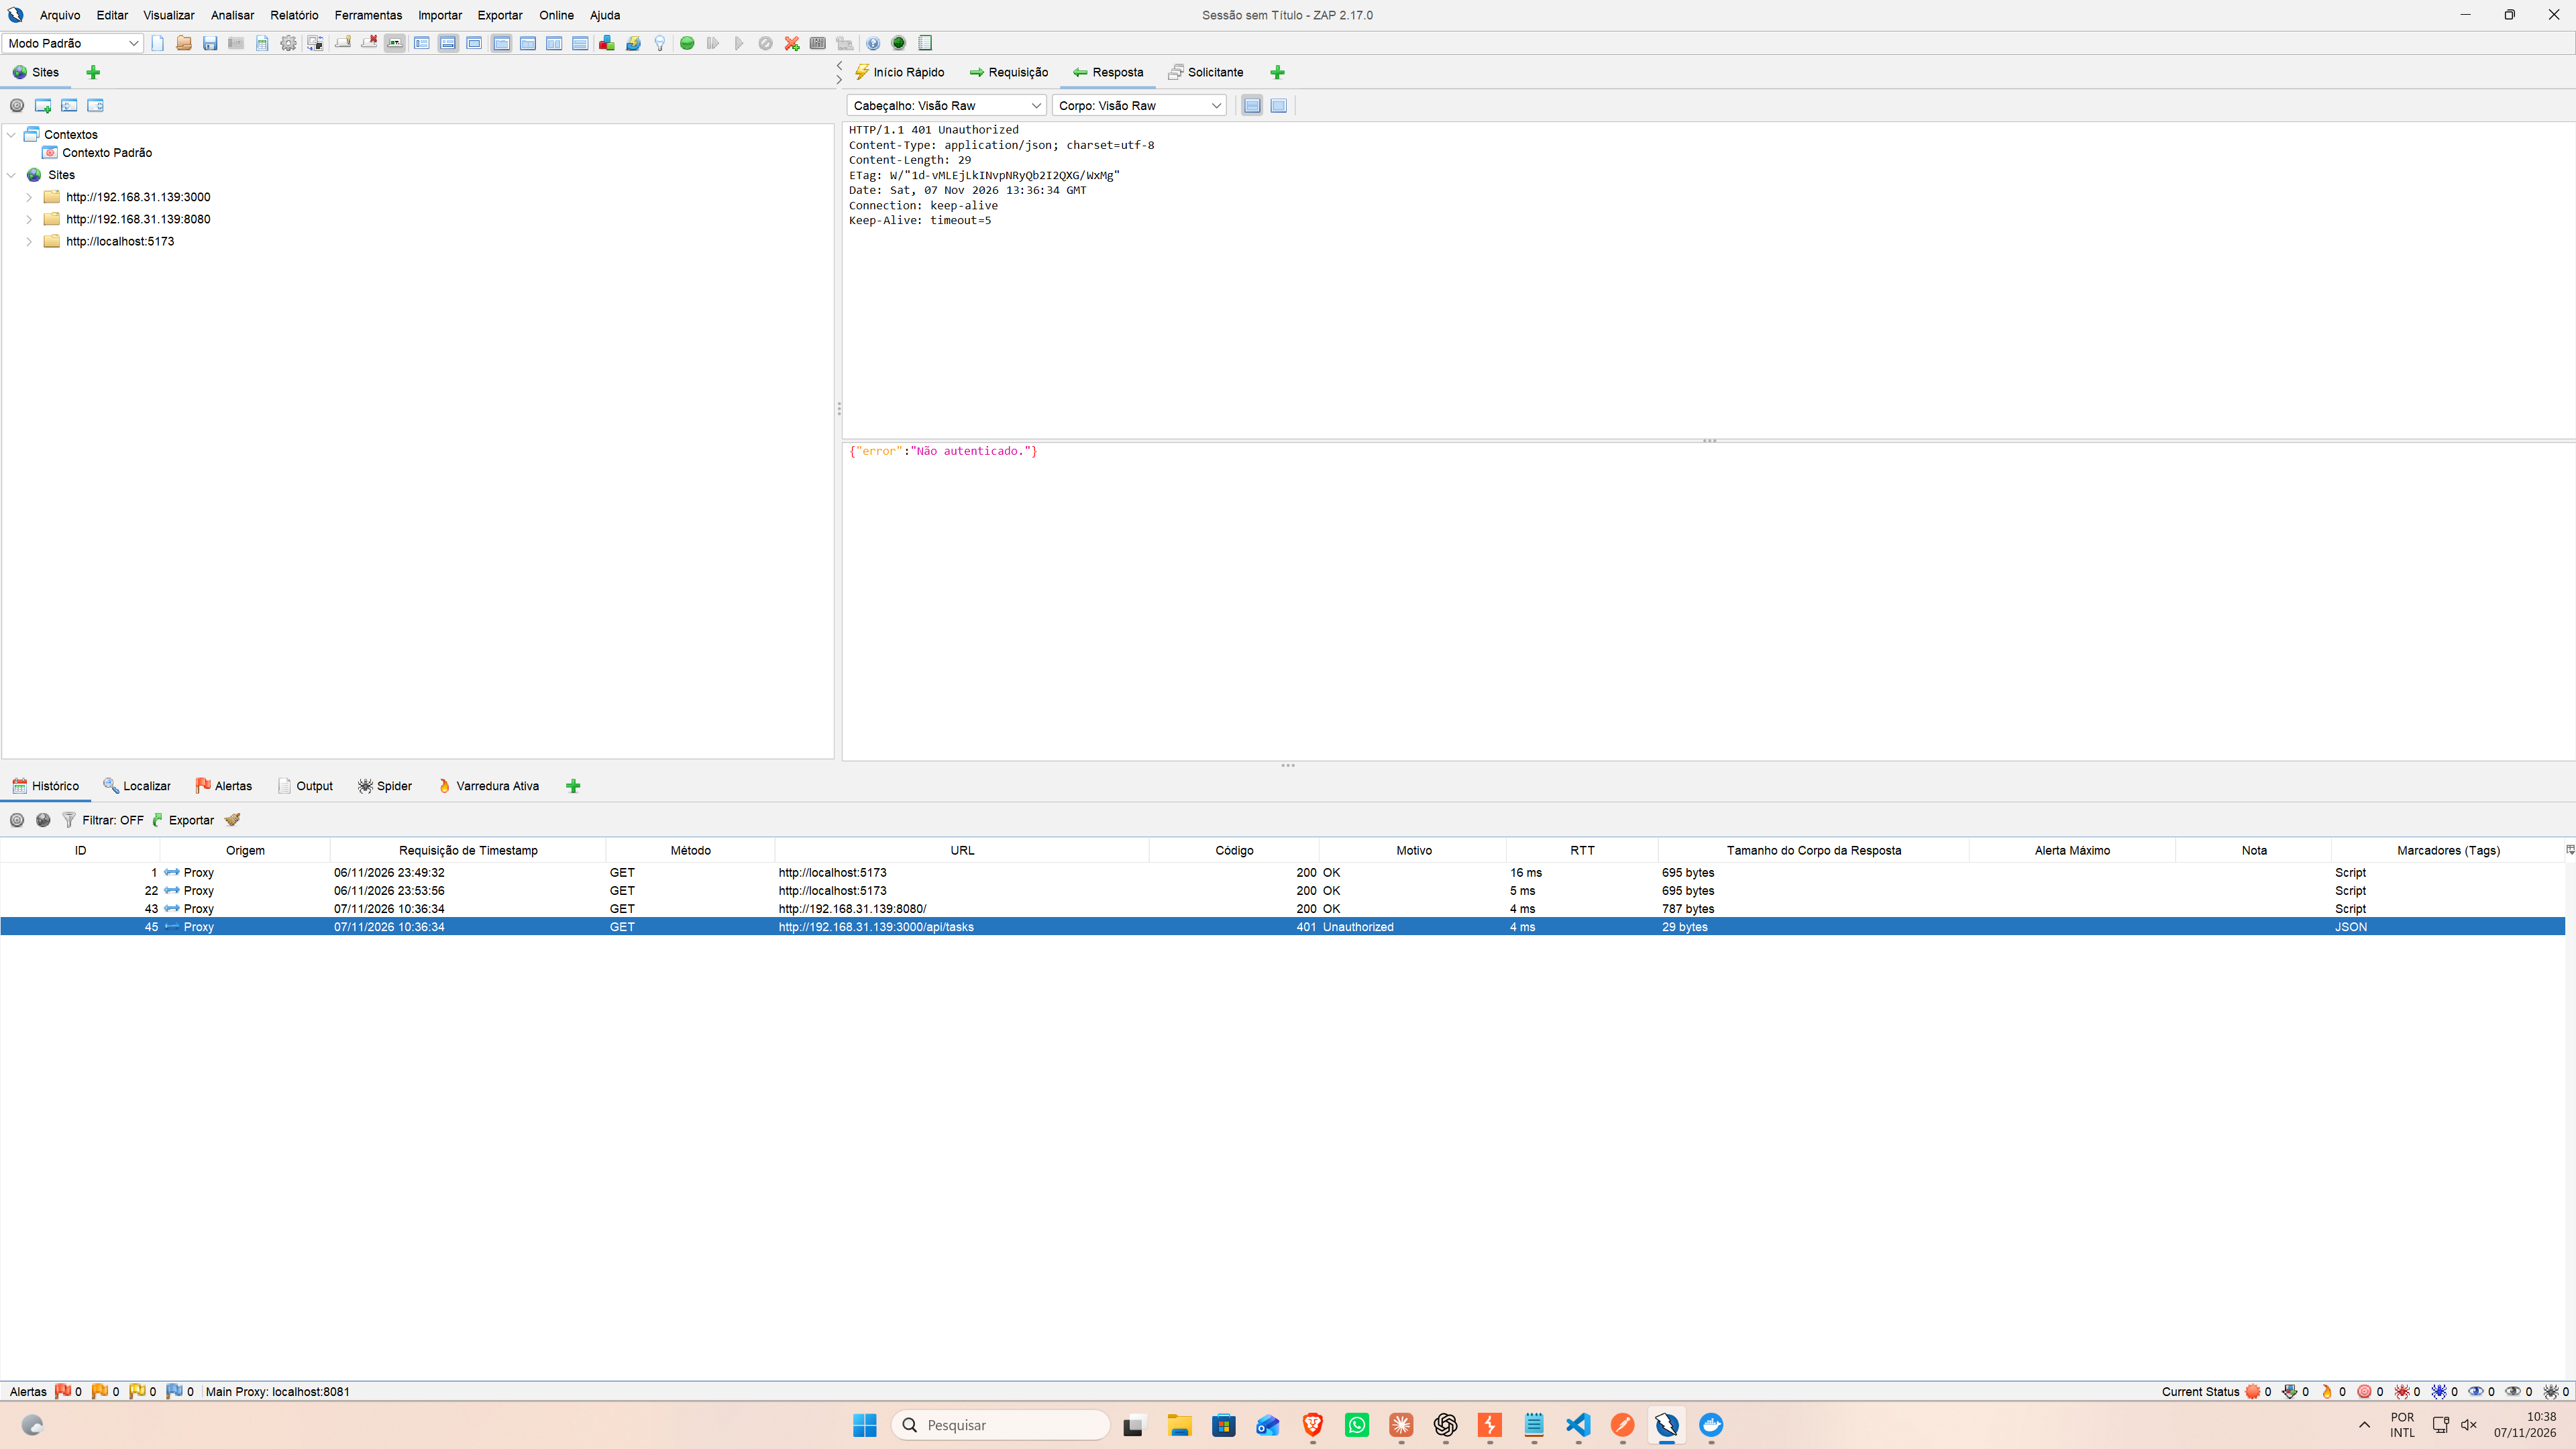 Arquivo Editar Visualizar Analisar Relatório Ferramentas Importar Exportar Online Ajuda
Sessão sem Título - ZAP 2.17.0
Modo Padrão
Sites
Início Rápido Requisição Resposta Solicitante
Cabeçalho: Visão Raw Corpo: Visão Raw
Contextos
Contexto Padrão
Sites
http://192.168.31.139:3000
http://192.168.31.139:8080
http://localhost:5173
HTTP/1.1 401 Unauthorized
Content-Type: application/json; charset=utf-8
Content-Length: 29
ETag: W/"1d-vMLEjLkINvpNRyQb2I2QXG/WxMg"
Date: Sat, 07 Nov 2026 13:36:34 GMT
Connection: keep-alive
Keep-Alive: timeout=5
{"error":"Não autenticado."}
Histórico Localizar Alertas Output Spider Varredura Ativa
Filtrar: OFF Exportar
ID Origem Requisição de Timestamp Método URL Código Motivo RTT Tamanho do Corpo da Resposta Alerta Máximo Nota Marcadores (Tags)
1 Proxy 06/11/2026 23:49:32 GET http://localhost:5173 200 OK 16 ms 695 bytes Script
22 Proxy 06/11/2026 23:53:56 GET http://localhost:5173 200 OK 5 ms 695 bytes Script
43 Proxy 07/11/2026 10:36:34 GET http://192.168.31.139:8080/ 200 OK 4 ms 787 bytes Script
45 Proxy 07/11/2026 10:36:34 GET http://192.168.31.139:3000/api/tasks 401 Unauthorized 4 ms 29 bytes JSON
Alertas 0 0 0 0 Main Proxy: localhost:8081
Current Status 0 0 0 0 0 0 0 0 0
Pesquisar
POR
INTL
10:38
07/11/2026